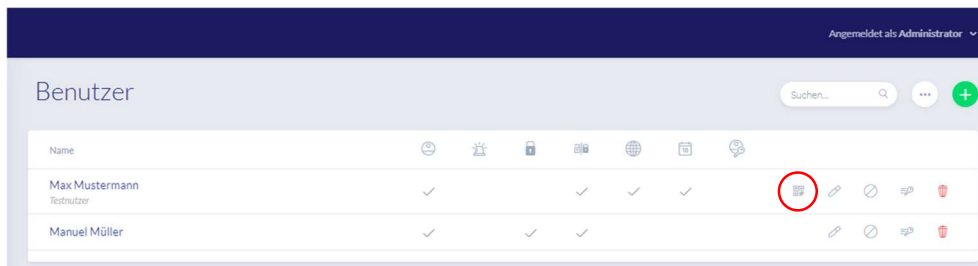 Angemeldet als Administrator
Benutzer
Suchen...
Name
Max Mustermann
Testnutzer
Manuel Müller